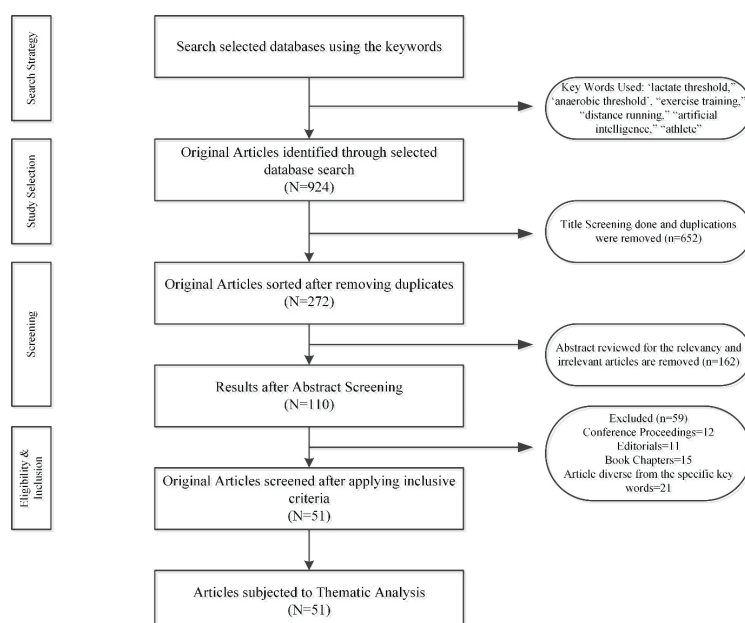 Search Strategy
Search selected databases using the keywords
Key Words Used: ‘lactate threshold,”
‘anaerobic threshold’, “exercise training,”
“distance running,” “artificial
intelligence,” “athlete”
Study Selection
Original Articles identified through selected
database search
(N=924)
Title Screening done and duplications
were removed (n=652)
Screening
Original Articles sorted after removing duplicates
(N=272)
Abstract reviewed for the relevancy and
irrelevant articles are removed (n=162)
Results after Abstract Screening
(N=110)
Excluded (n=59)
Conference Proceedings=12
Editorials=11
Book Chapters=15
Article diverse from the specific key
words=21
Eligibility &
Inclusion
Original Articles screened after applying inclusive
criteria
(N=51)
Articles subjected to Thematic Analysis
(N=51)